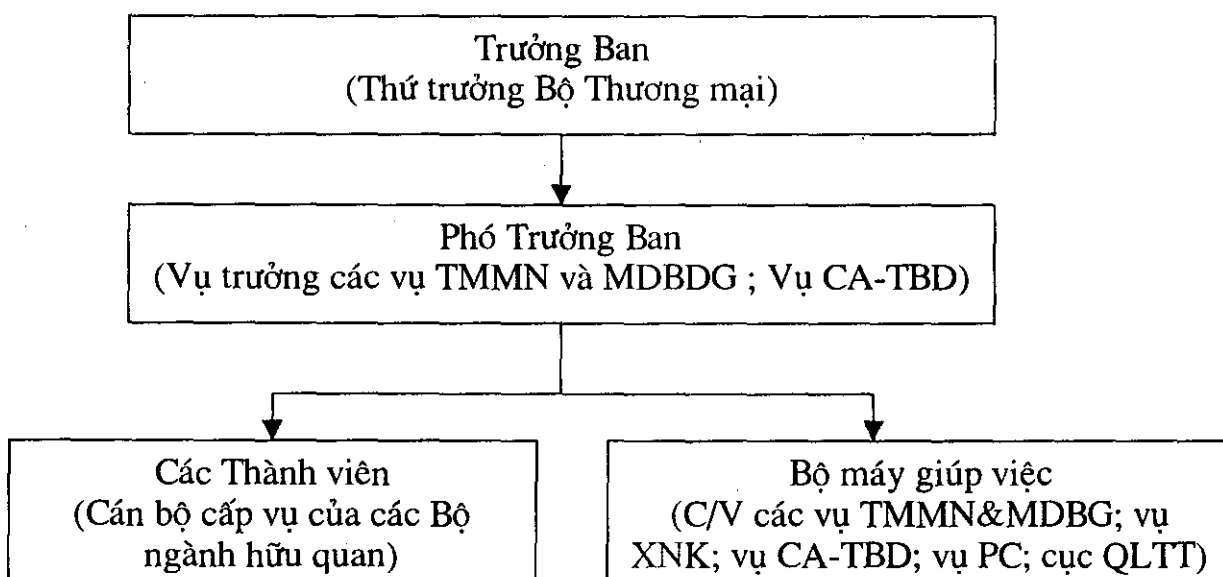 Trưởng Ban
(Thứ trưởng Bộ Thương mại)
Phó Trưởng Ban
(Vụ trưởng các vụ TMMN và MDBDG ; Vụ CA-TBD)
Các Thành viên
(Cán bộ cấp vụ của các Bộ
ngành hữu quan)
Bộ máy giúp việc
(C/V các vụ TMMN&MDBG; vụ
XNK; vụ CA-TBD; vụ PC; cục QLTT)